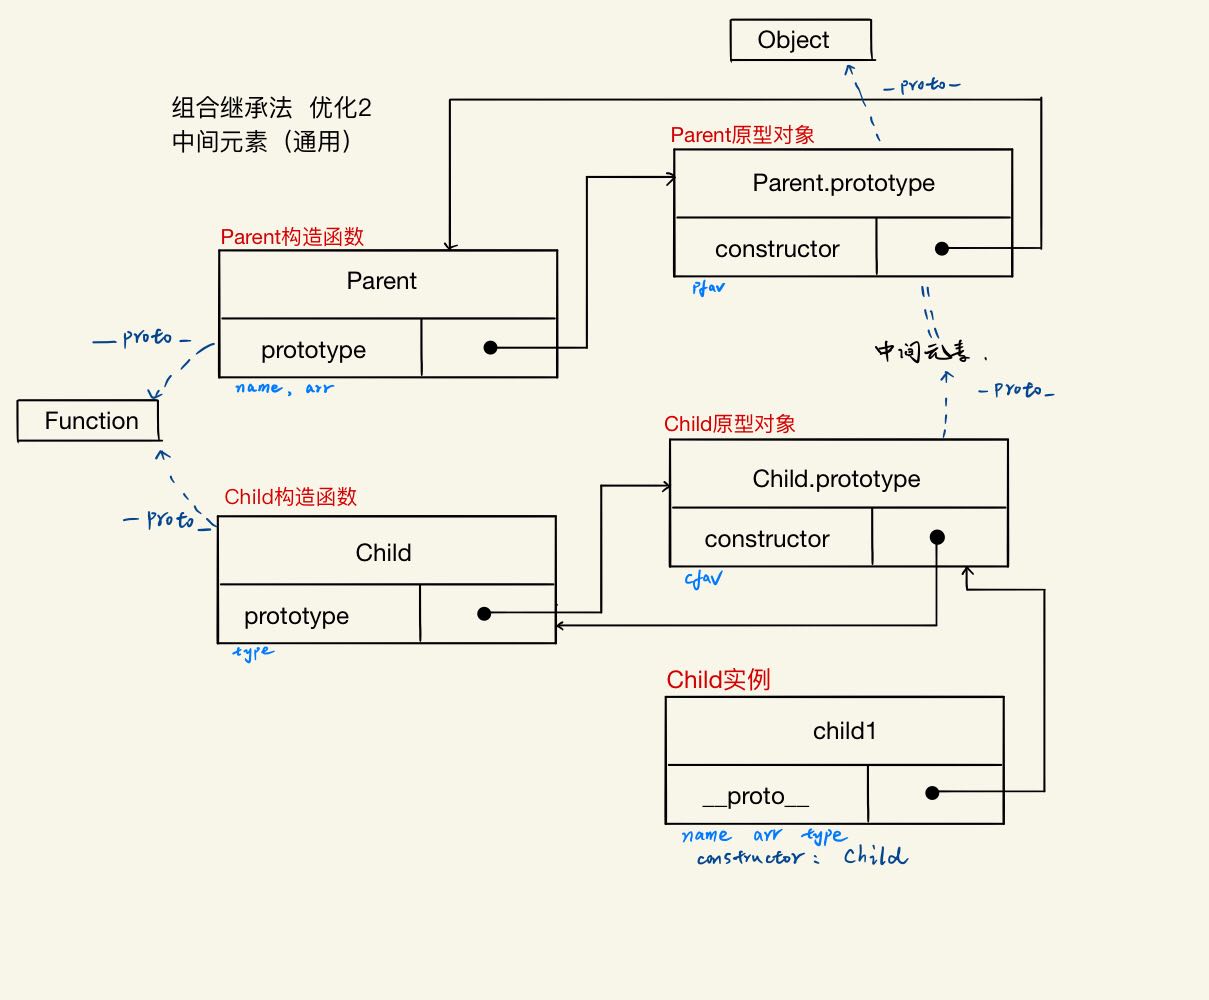 Object
—proto—
组合继承法 优化2
中间元素（通用）
Parent原型对象
Parent.prototype
constructor
pfav
Parent构造函数
Parent
prototype
name, arr
—proto—
Function
中间元素.
—proto—
Child原型对象
Child.prototype
constructor
cfav
Child构造函数
—proto—
Child
prototype
type
Child实例
child1
__proto__
name arr type
constructor: Child